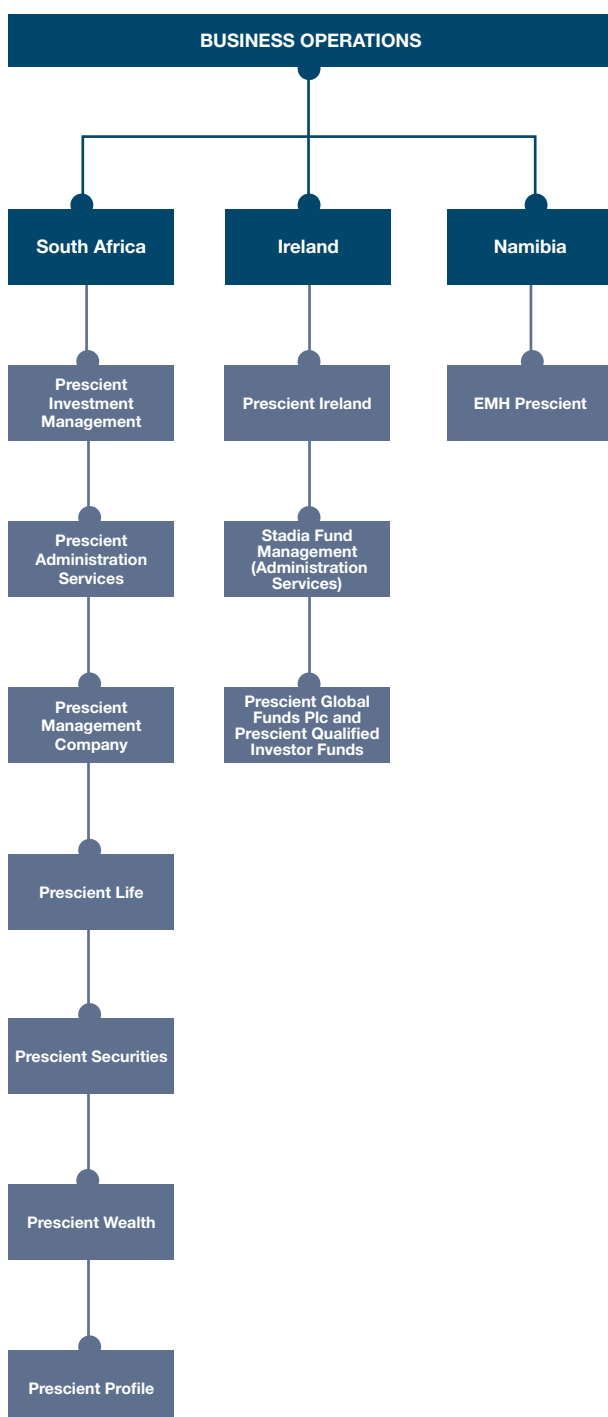 BUSINESS OPERATIONS
South Africa
Ireland
Namibia
Prescient
Investment
Management
Prescient Ireland
EMH Prescient
Prescient
Administration
Services
Stadia Fund
Management
(Administration
Services)
Prescient
Management
Company
Prescient Global
Funds Plc and
Prescient Qualified
Investor Funds
Prescient Life
Prescient Securities
Prescient Wealth
Prescient Profile